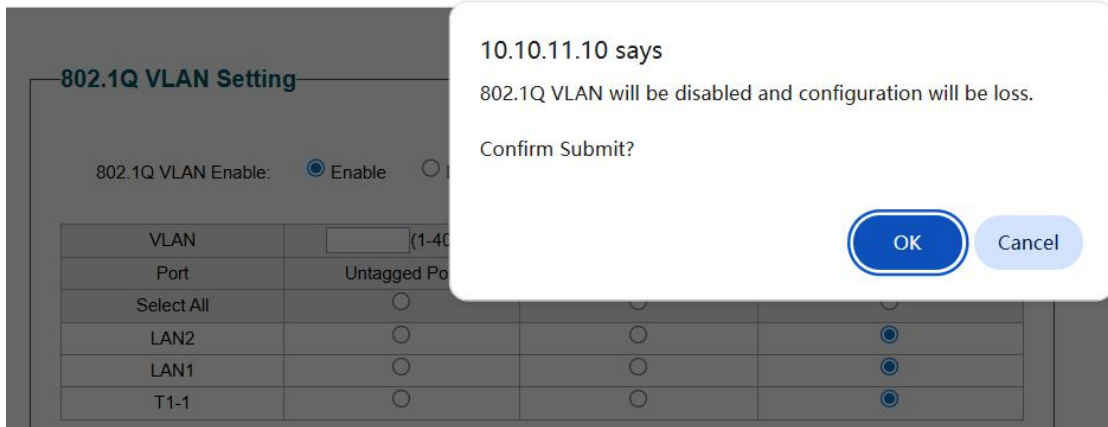 10.10.11.10 says
802.1Q VLAN will be disabled and configuration will be loss.
Confirm Submit?
OK Cancel
802.1Q VLAN Setting
802.1Q VLAN Enable: Enable
VLAN (1-40
Port Untagged Po
Select All
LAN2
LAN1
T1-1